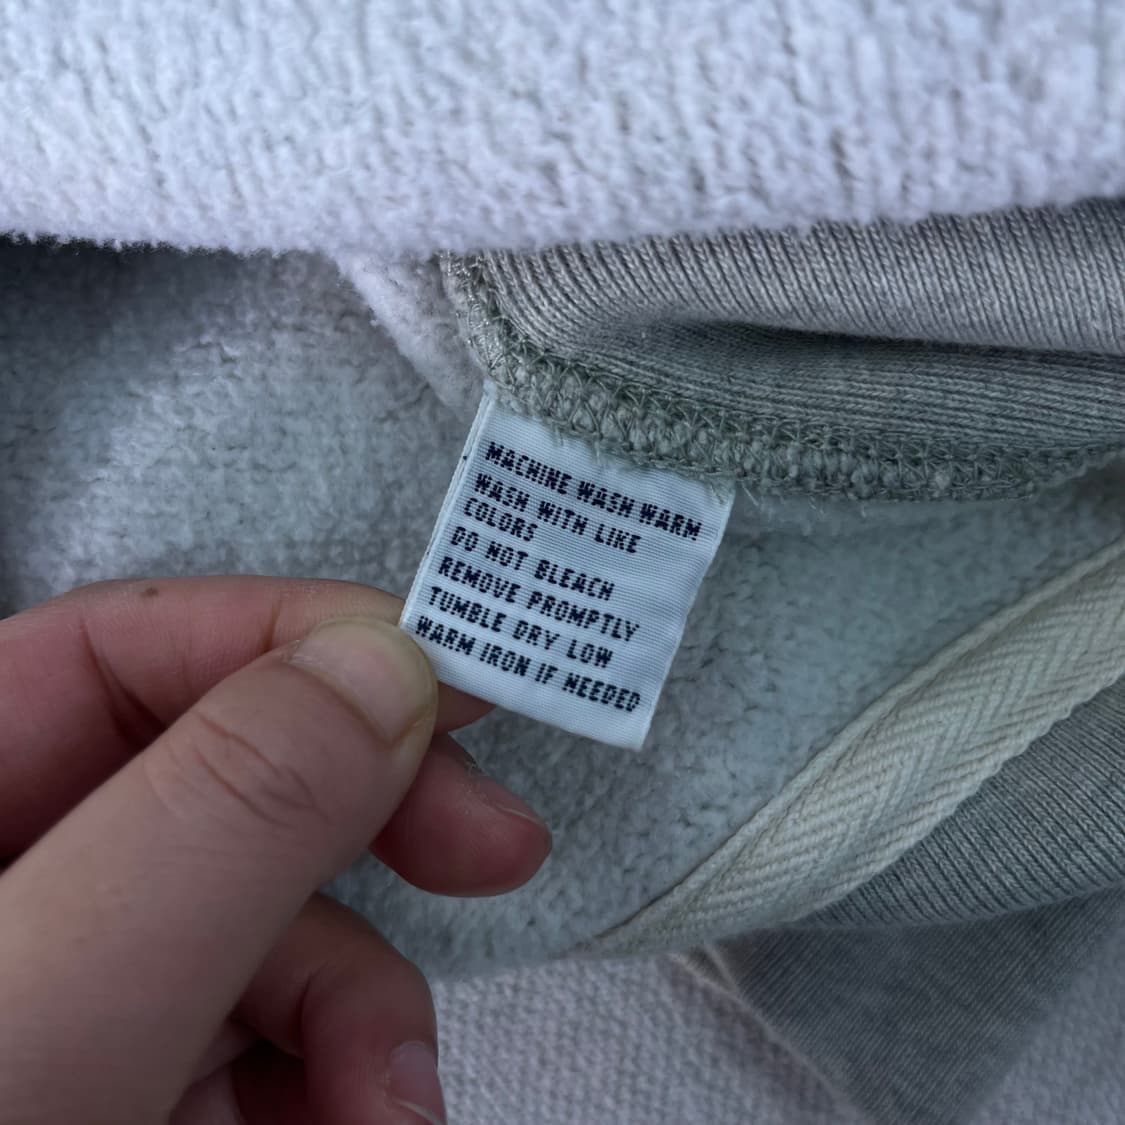 MACHINE WASH WARM
WASH WITH LIKE
COLORS
DO NOT BLEACH
REMOVE PROMPTLY
TUMBLE DRY LOW
WARM IRON IF NEEDED